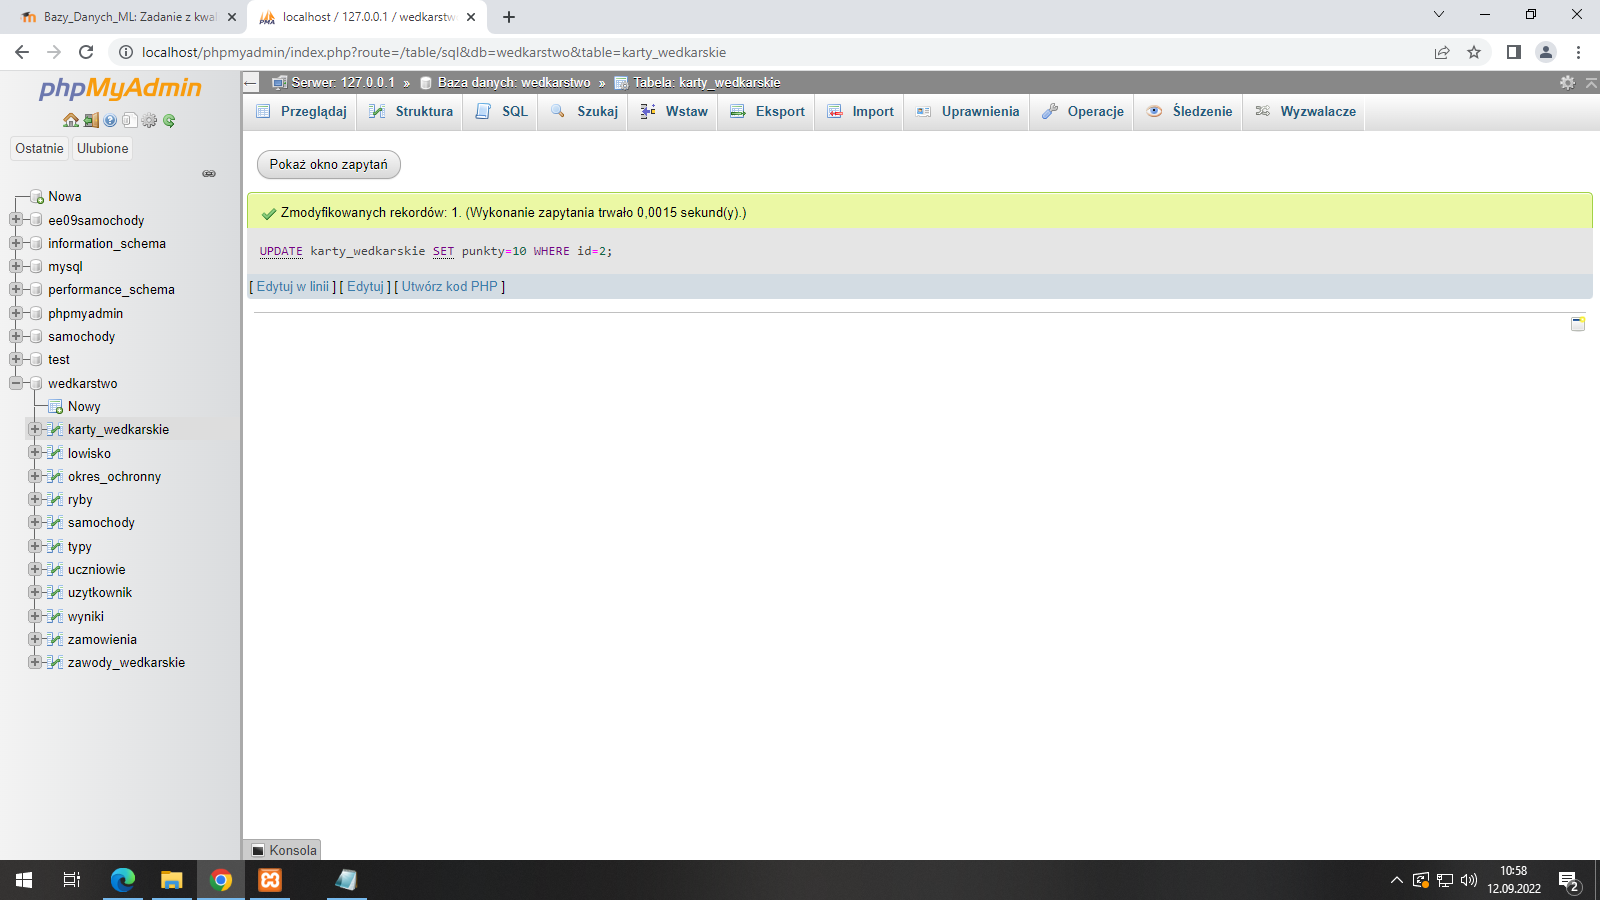 Bazy_Danych_ML: Zadanie z kwal
localhost / 127.0.0.1 / wedkarstw
localhost/phpmyadmin/index.php?route=/table/sql&db=wedkarstwo&table=karty_wedkarskie
phpMyAdmin
Ostatnie
Ulubione
Nowa
ee09samochody
information_schema
mysql
performance_schema
phpmyadmin
samochody
test
wedkarstwo
Nowy
karty_wedkarskie
lowisko
okres_ochronny
ryby
samochody
typy
uczniowie
uzytkownik
wyniki
zamowienia
zawody_wedkarskie
Serwer: 127.0.0.1 » Baza danych: wedkarstwo » Tabela: karty_wedkarskie
Przeglądaj Struktura SQL Szukaj Wstaw Eksport Import Uprawnienia Operacje Śledzenie Wyzwalacze
Pokaż okno zapytań
Zmodyfikowanych rekordów: 1. (Wykonanie zapytania trwało 0,0015 sekund(y).)
UPDATE karty_wedkarskie SET punkty=10 WHERE id=2;
[ Edytuj w linii ] [ Edytuj ] [ Utwórz kod PHP ]
Konsola
10:58
12.09.2022
2